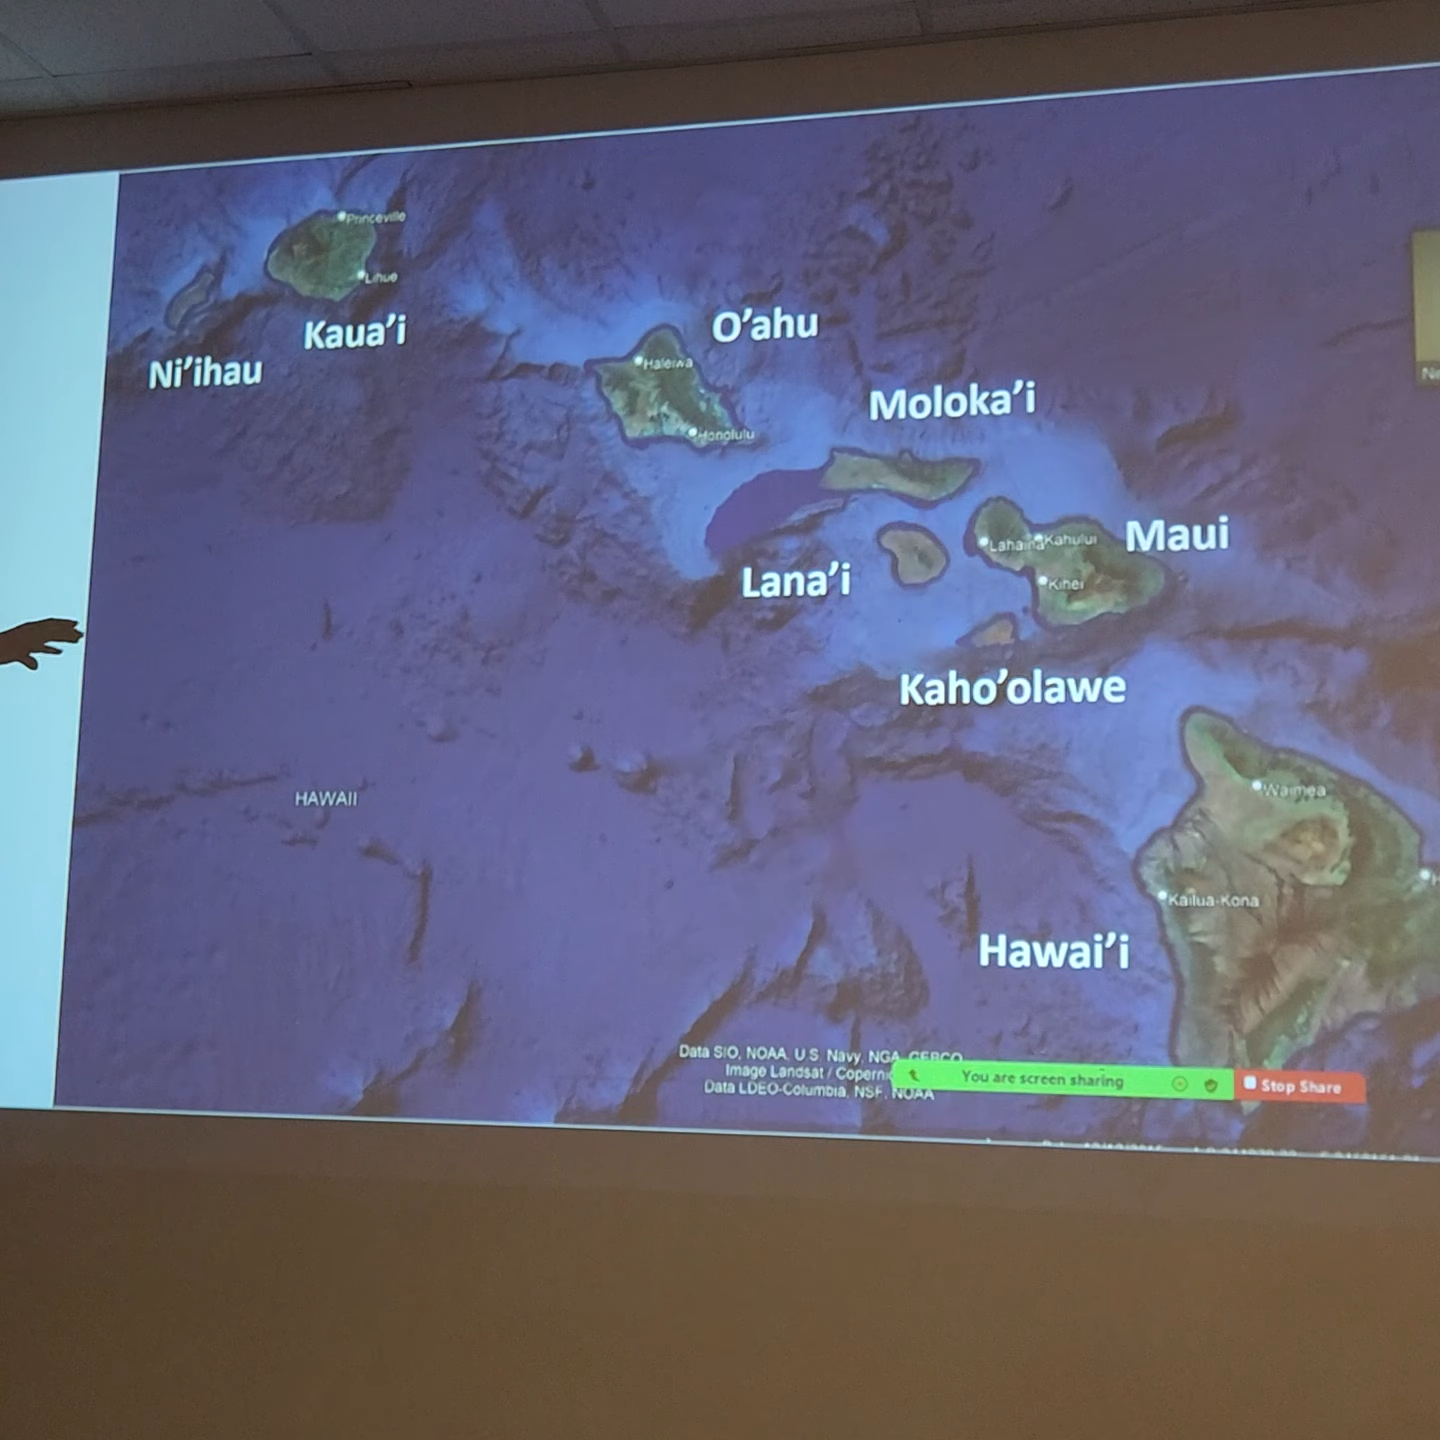 Princeville
Lihue
Kaua'i
Ni'ihau
O'ahu
Haleiwa
Honolulu
Moloka'i
Maui
Lahaina
Kahului
Kihei
Lana'i
Kaho'olawe
HAWAII
Waimea
Kailua-Kona
Hawai'i
Data SIO, NOAA, U.S. Navy, NGA, GEBCO
Image Landsat / Coperni
Data LDEO-Columbia, NSF, NOAA
You are screen sharing
Stop Share